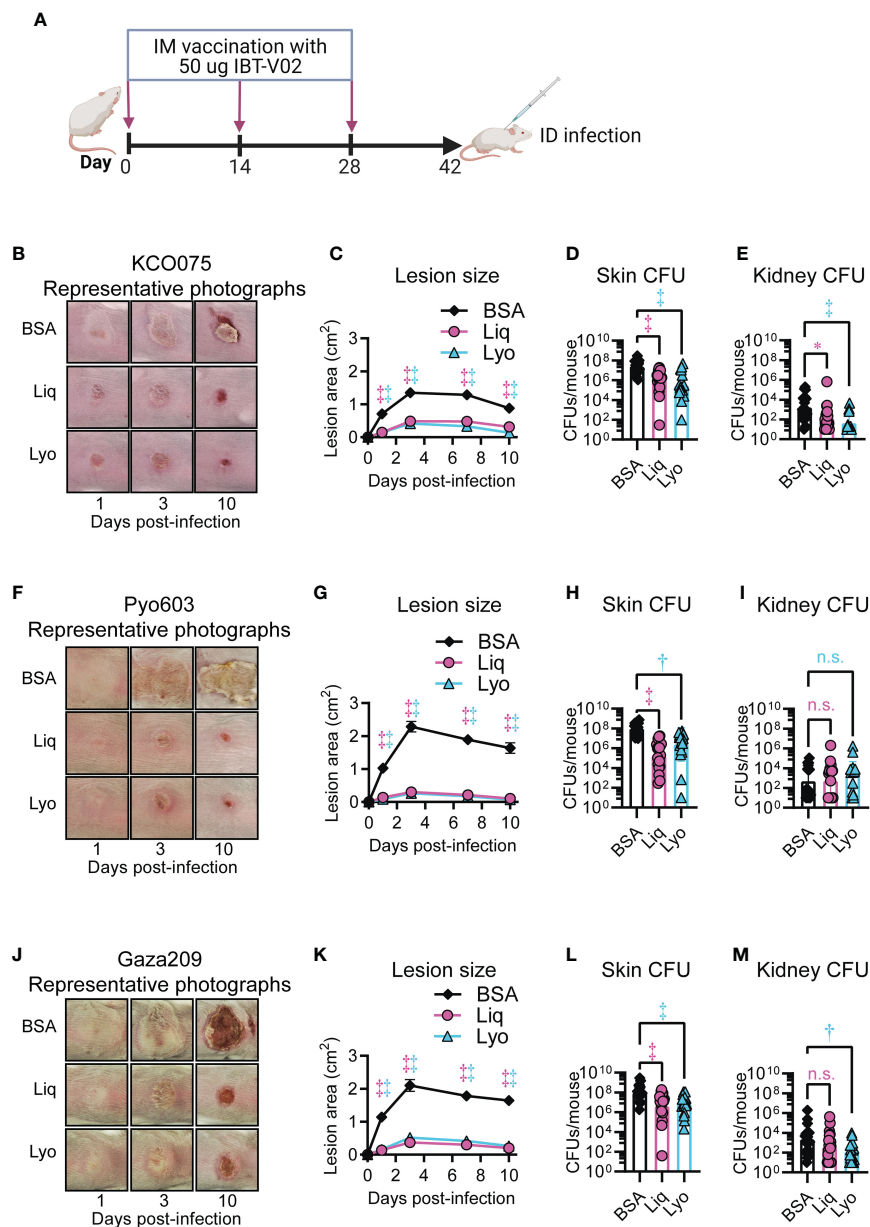 A
IM vaccination with
50 ug IBT-V02
ID infection
Day 0 14 28 42
B
KCO075
Representative photographs
BSA
Liq
Lyo
1 3 10
Days post-infection
C
Lesion size
BSA
Liq
Lyo
‡‡ ‡‡ ‡‡ ‡‡
‡‡ ‡‡ ‡‡ ‡‡
Lesion area (cm²)
3
2
1
0
0 2 4 6 8 10
Days post-infection
D
Skin CFU
‡
‡
CFUs/mouse
10¹⁰
10⁸
10⁶
10⁴
10²
10⁰
BSA Liq Lyo
E
Kidney CFU
‡
*
CFUs/mouse
10¹⁰
10⁸
10⁶
10⁴
10²
10⁰
BSA Liq Lyo
F
Pyo603
Representative photographs
BSA
Liq
Lyo
1 3 10
Days post-infection
G
Lesion size
BSA
Liq
Lyo
‡‡ ‡‡ ‡‡ ‡‡
‡‡ ‡‡ ‡‡ ‡‡
Lesion area (cm²)
3
2
1
0
0 2 4 6 8 10
Days post-infection
H
Skin CFU
†
‡
CFUs/mouse
10¹⁰
10⁸
10⁶
10⁴
10²
10⁰
BSA Liq Lyo
I
Kidney CFU
n.s.
n.s.
CFUs/mouse
10¹⁰
10⁸
10⁶
10⁴
10²
10⁰
BSA Liq Lyo
J
Gaza209
Representative photographs
BSA
Liq
Lyo
1 3 10
Days post-infection
K
Lesion size
BSA
Liq
Lyo
‡‡ ‡‡ ‡‡ ‡‡
‡‡ ‡‡ ‡‡ ‡‡
Lesion area (cm²)
3
2
1
0
0 2 4 6 8 10
Days post-infection
L
Skin CFU
‡
‡
CFUs/mouse
10¹⁰
10⁸
10⁶
10⁴
10²
10⁰
BSA Liq Lyo
M
Kidney CFU
†
n.s.
CFUs/mouse
10¹⁰
10⁸
10⁶
10⁴
10²
10⁰
BSA Liq Lyo